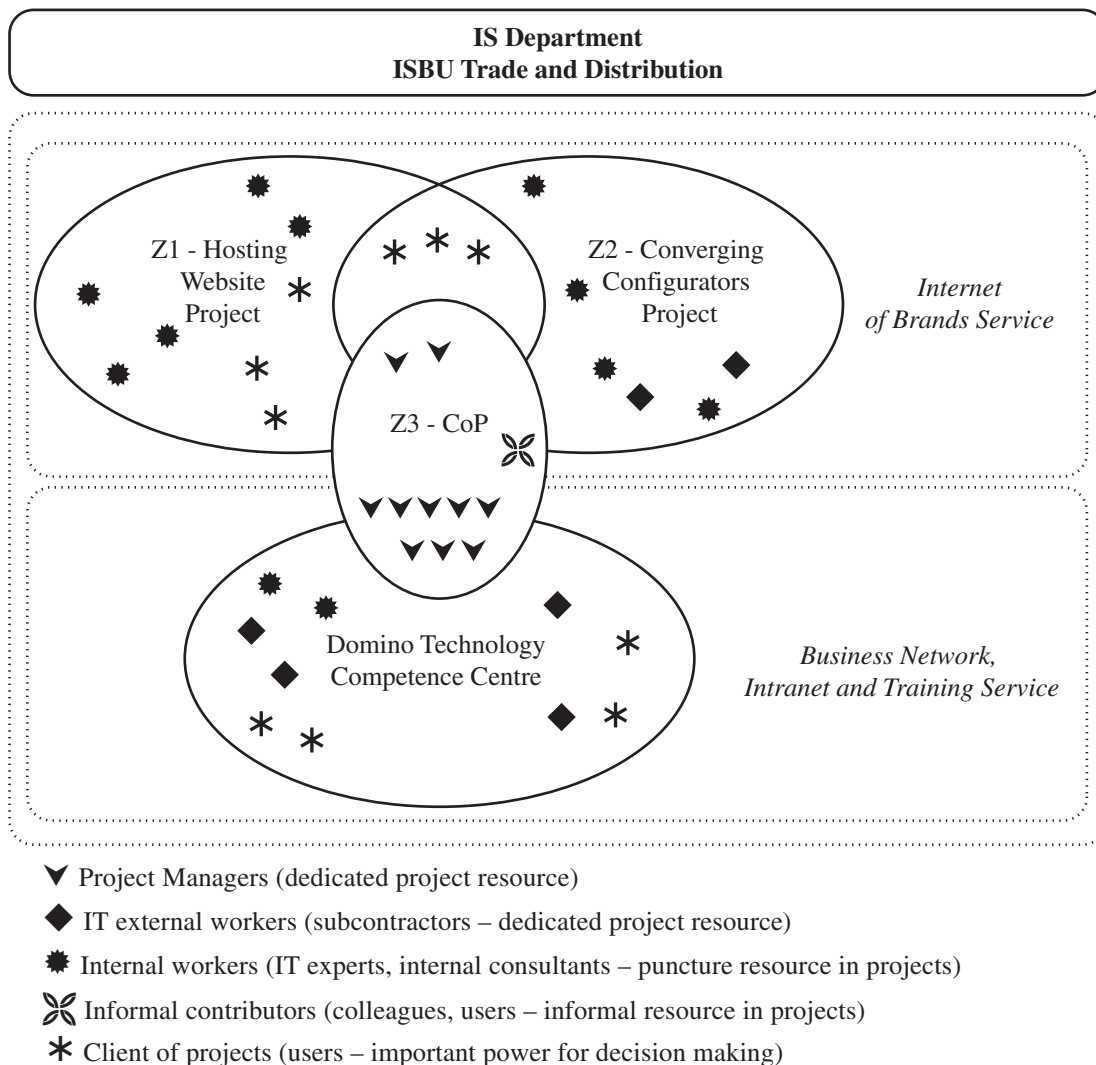 IS Department
ISBU Trade and Distribution
Z1 - Hosting
Website
Project
Z2 - Converging
Configurators
Project
Internet
of Brands Service
Z3 - CoP
Domino Technology
Competence Centre
Business Network,
Intranet and Training Service
Project Managers (dedicated project resource)
IT external workers (subcontractors – dedicated project resource)
Internal workers (IT experts, internal consultants – puncture resource in projects)
Informal contributors (colleagues, users – informal resource in projects)
Client of projects (users – important power for decision making)